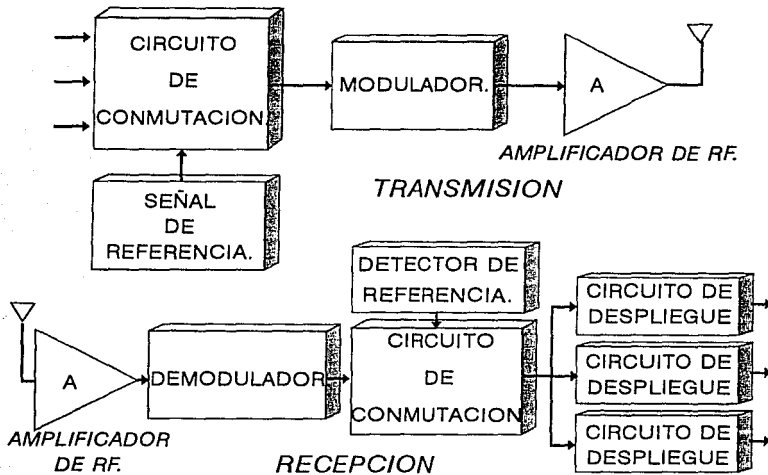 CIRCUITO
DE
CONMUTACION
MODULADOR.
A
AMPLIFICADOR DE RF.
SEÑAL
DE
REFERENCIA.
TRANSMISION
DETECTOR DE
REFERENCIA.
A
AMPLIFICADOR
DE RF.
DEMODULADOR
CIRCUITO
DE
CONMUTACION
CIRCUITO DE
DESPLIEGUE
CIRCUITO DE
DESPLIEGUE
CIRCUITO DE
DESPLIEGUE
RECEPCION